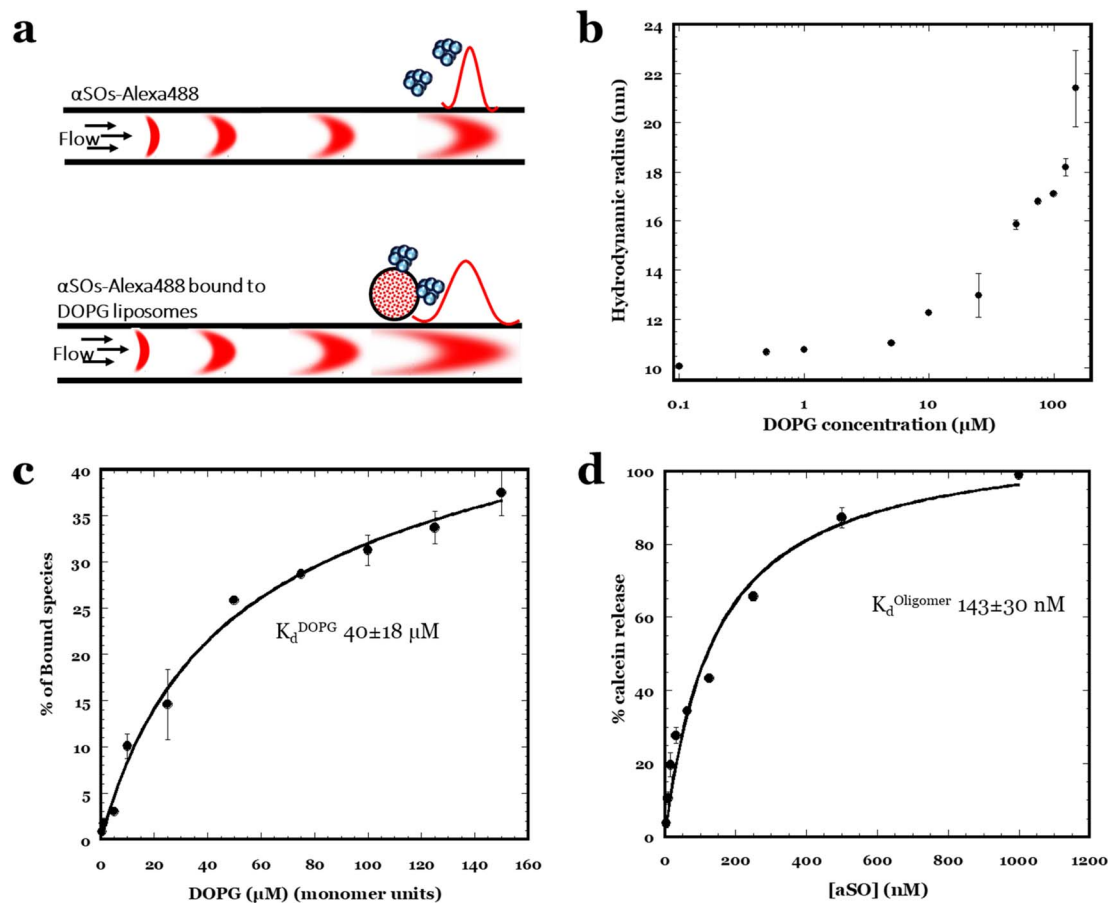 a
αSOs-Alexa488
Flow
αSOs-Alexa488 bound to
DOPG liposomes
Flow
b
Hydrodynamic radius (nm)
24
22
20
18
16
14
12
10
0.1
1
10
100
DOPG concentration (µM)
c
% of Bound species
40
35
30
25
20
15
10
5
0
K_d^DOPG 40±18 µM
0
20
40
60
80
100
120
140
160
DOPG (µM) (monomer units)
d
% calcein release
100
80
60
40
20
0
K_d^Oligomer 143±30 nM
0
200
400
600
800
1000
1200
[aSO] (nM)